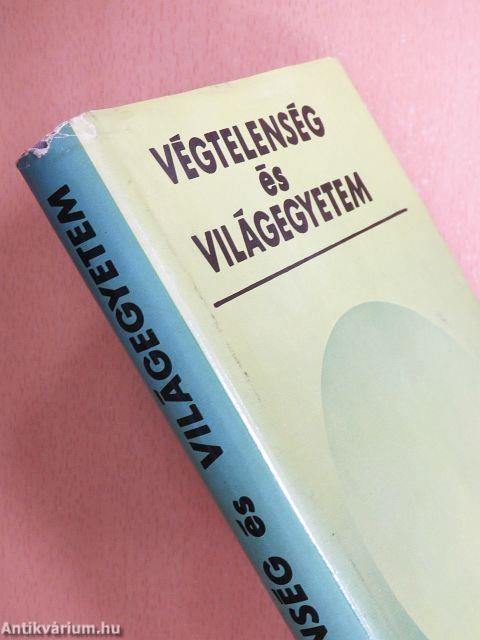 VÉGTELENSÉG
és
VILÁGEGYETEM
NSÉG és VILÁGEGYETEM
Antikvárium.hu